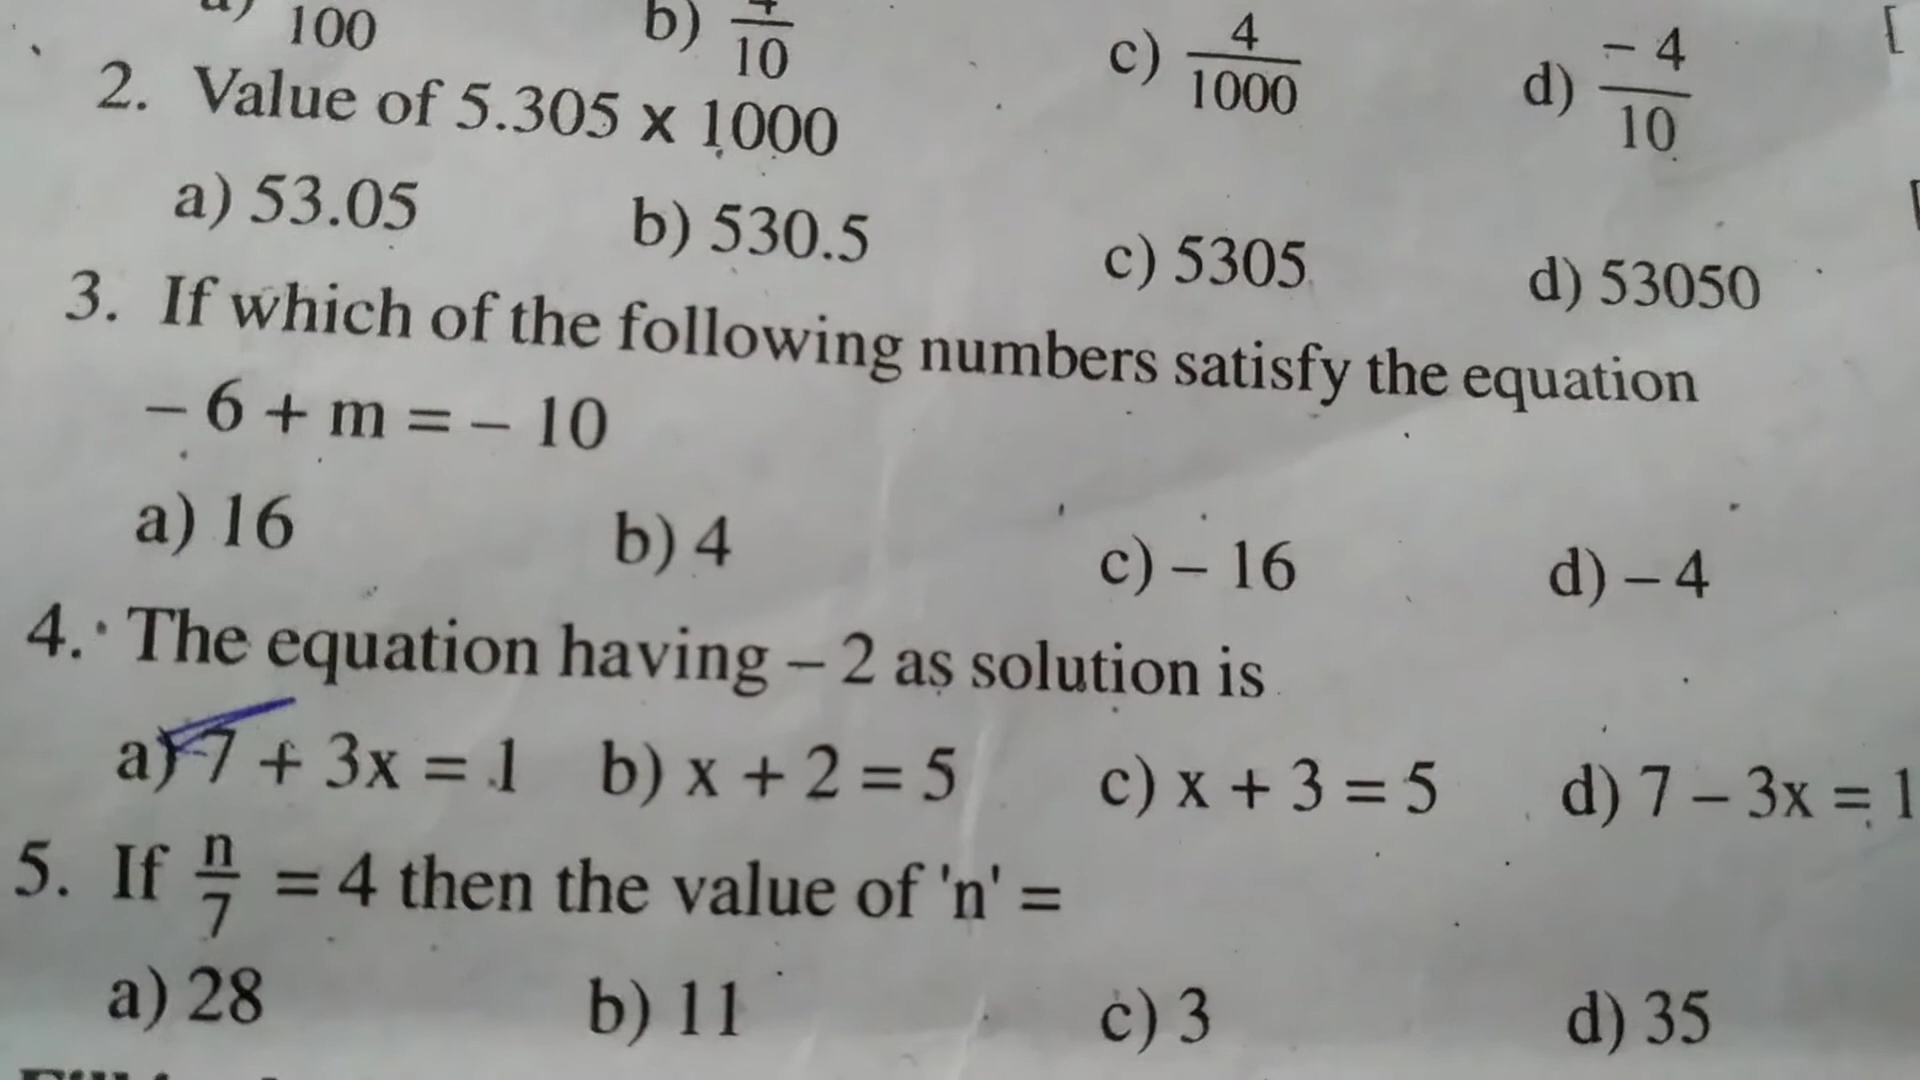 100 b) 10 c) 4/1000 d) - 4/10 [
2. Value of 5.305 x 1000
a) 53.05 b) 530.5 c) 5305 d) 53050
3. If which of the following numbers satisfy the equation
- 6 + m = - 10
a) 16 b) 4 c) - 16 d) - 4
4. The equation having - 2 as solution is
a) 7 + 3x = 1 b) x + 2 = 5 c) x + 3 = 5 d) 7 - 3x = 1
5. If n/7 = 4 then the value of 'n' =
a) 28 b) 11 c) 3 d) 35